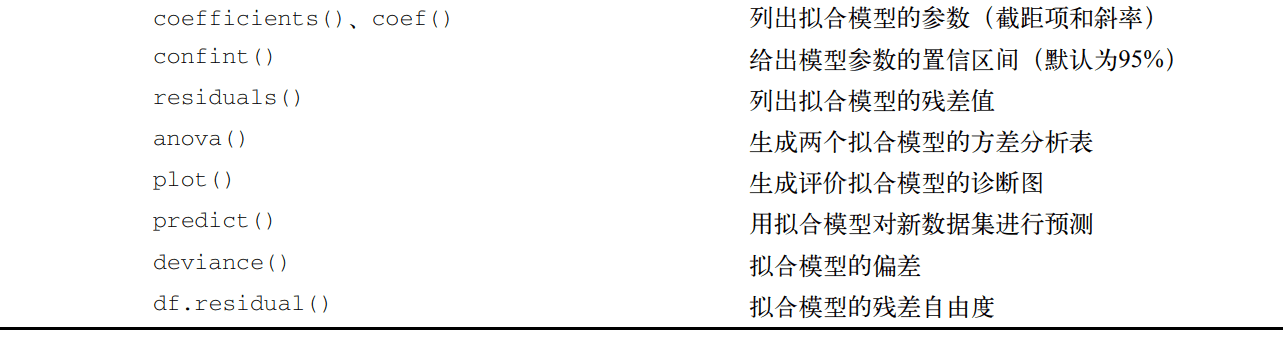 coefficients()、coef() 列出拟合模型的参数（截距项和斜率）
confint() 给出模型参数的置信区间（默认为95%）
residuals() 列出拟合模型的残差值
anova() 生成两个拟合模型的方差分析表
plot() 生成评价拟合模型的诊断图
predict() 用拟合模型对新数据集进行预测
deviance() 拟合模型的偏差
df.residual() 拟合模型的残差自由度